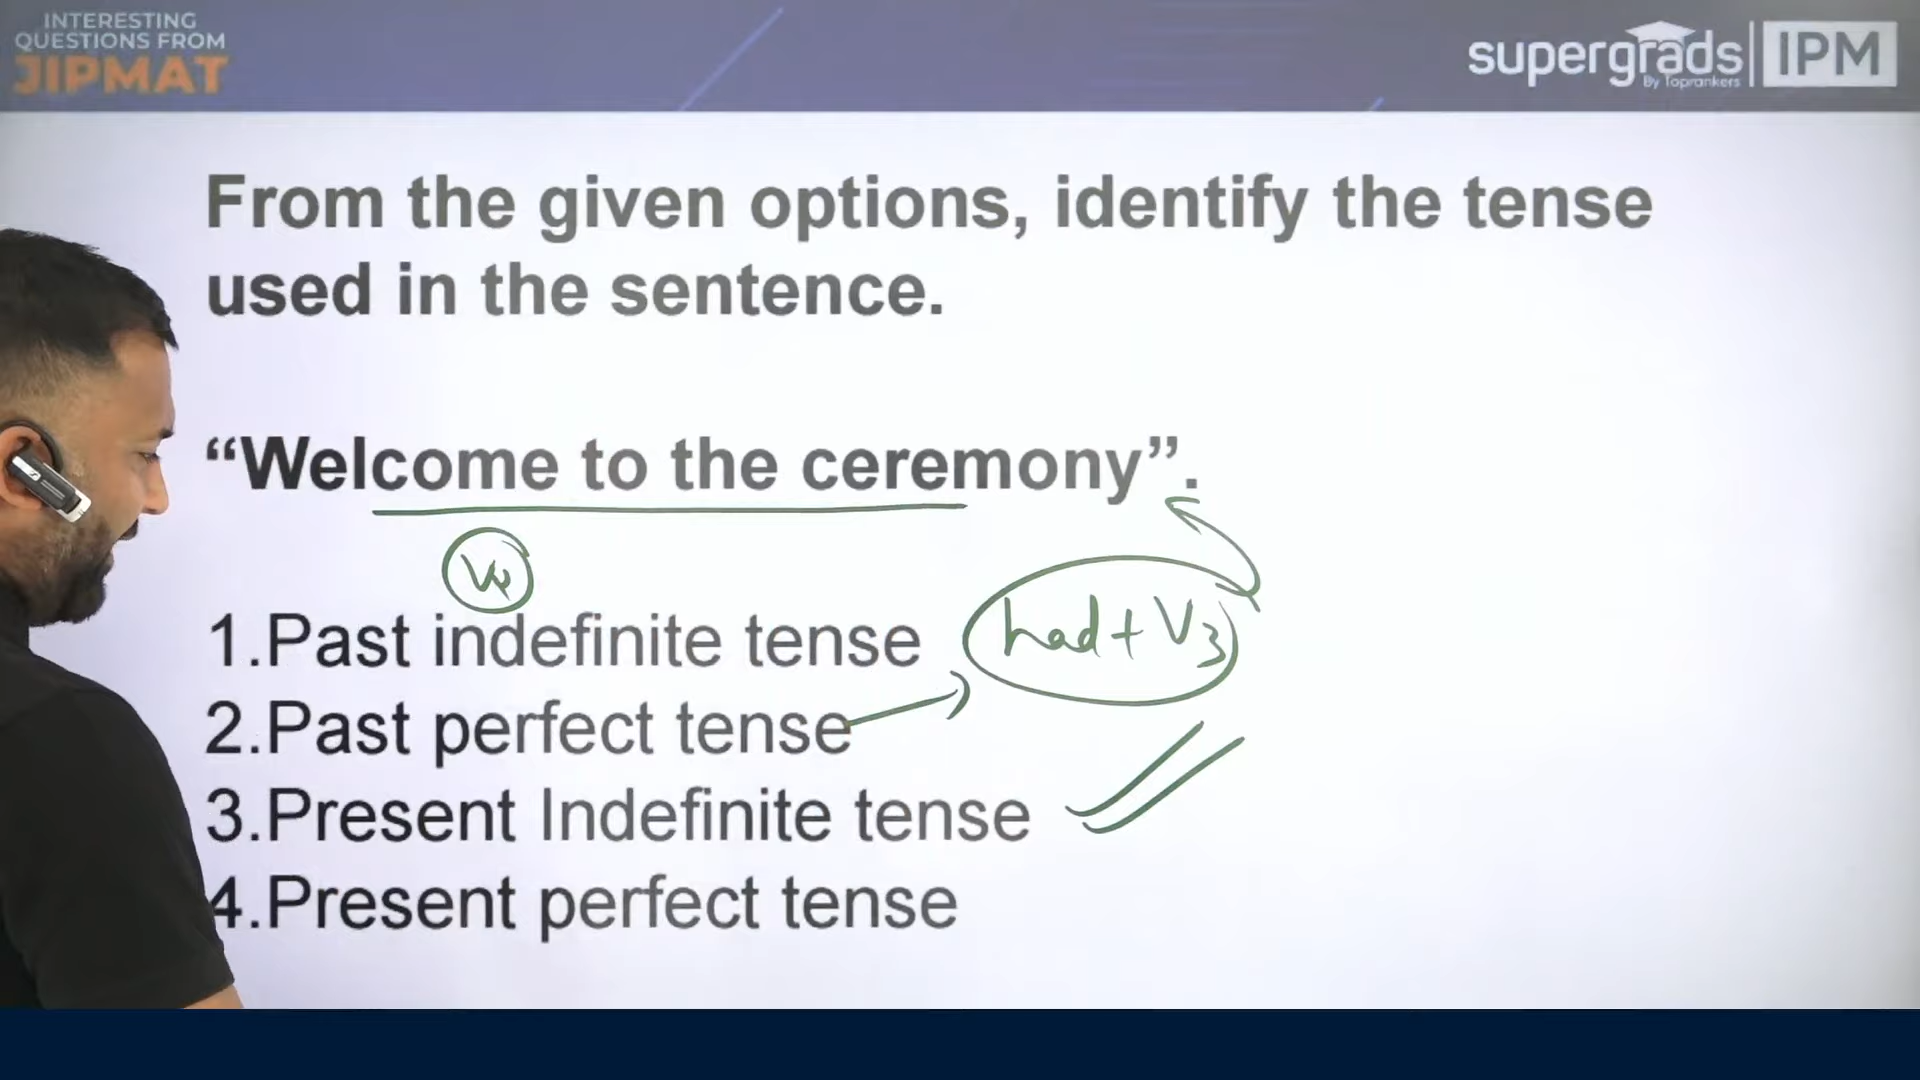 INTERESTING
QUESTIONS FROM
JIPMAT
supergrads
By Toprankers
IPM
From the given options, identify the tense
used in the sentence.
“Welcome to the ceremony”.
1.Past indefinite tense
had + V3
2.Past perfect tense
3.Present Indefinite tense
4.Present perfect tense